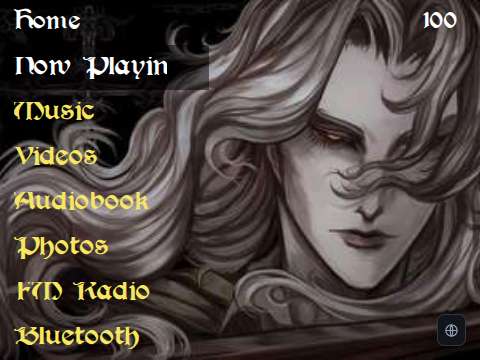 Home 100
Now Playin
Music
Videos
Audiobook
Photos
FM Radio
Bluetooth